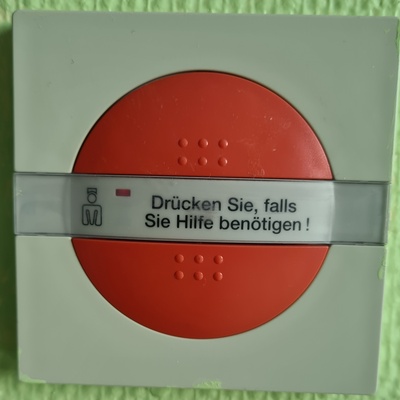 Drücken Sie, falls
Sie Hilfe benötigen!